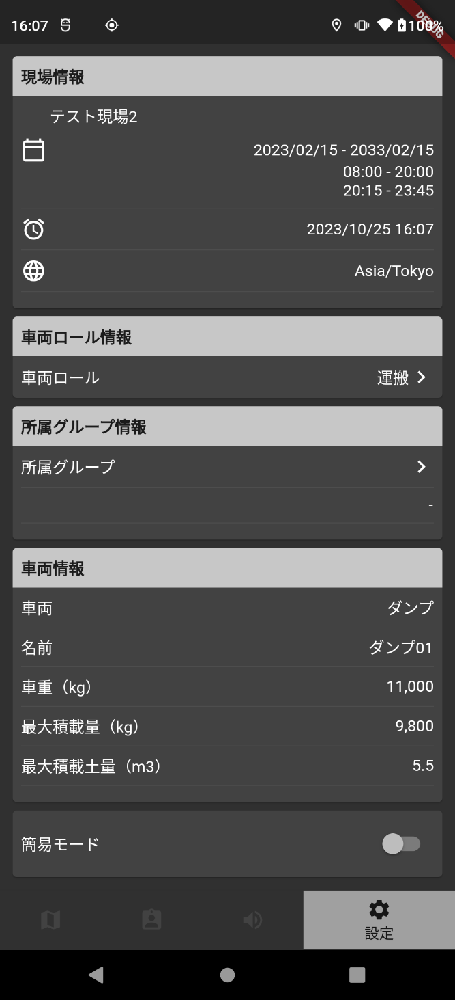 16:07
100%
DEBUG
現場情報
テスト現場2
2023/02/15 - 2033/02/15
08:00 - 20:00
20:15 - 23:45
2023/10/25 16:07
Asia/Tokyo
車両ロール情報
車両ロール 運搬
所属グループ情報
所属グループ
-
車両情報
車両 ダンプ
名前 ダンプ01
車重（kg） 11,000
最大積載量（kg） 9,800
最大積載土量（m3） 5.5
簡易モード
設定